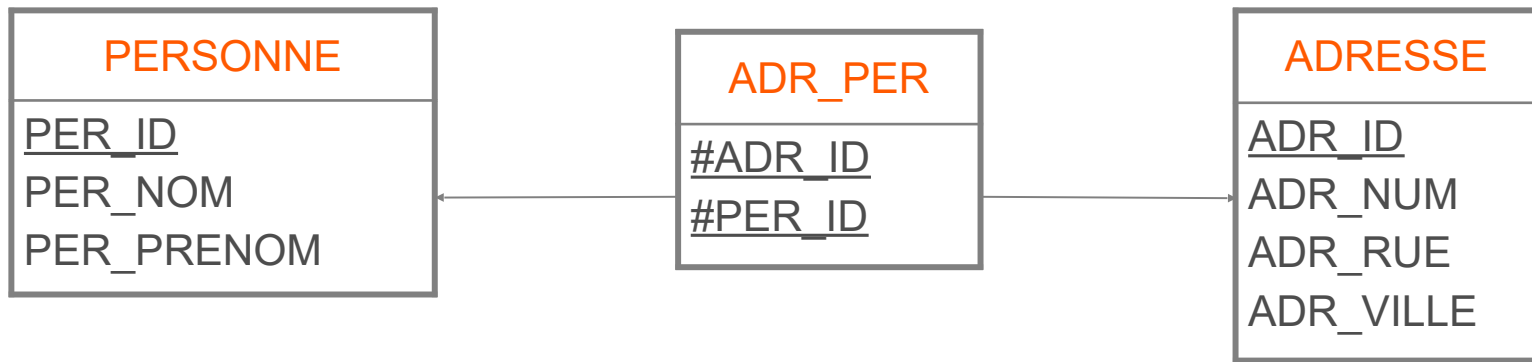 PERSONNE
PER_ID
PER_NOM
PER_PRENOM
ADR_PER
#ADR_ID
#PER_ID
ADRESSE
ADR_ID
ADR_NUM
ADR_RUE
ADR_VILLE